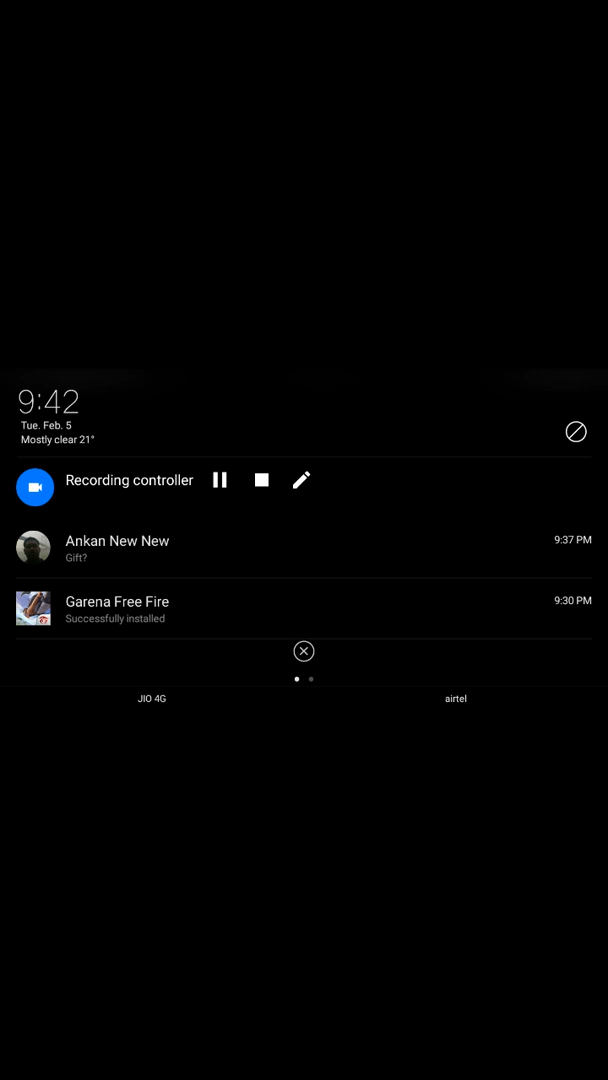 9:42
Tue. Feb. 5
Mostly clear 21°
Recording controller
Ankan New New
9:37 PM
Gift?
Garena Free Fire
9:30 PM
Successfully installed
JIO 4G
airtel